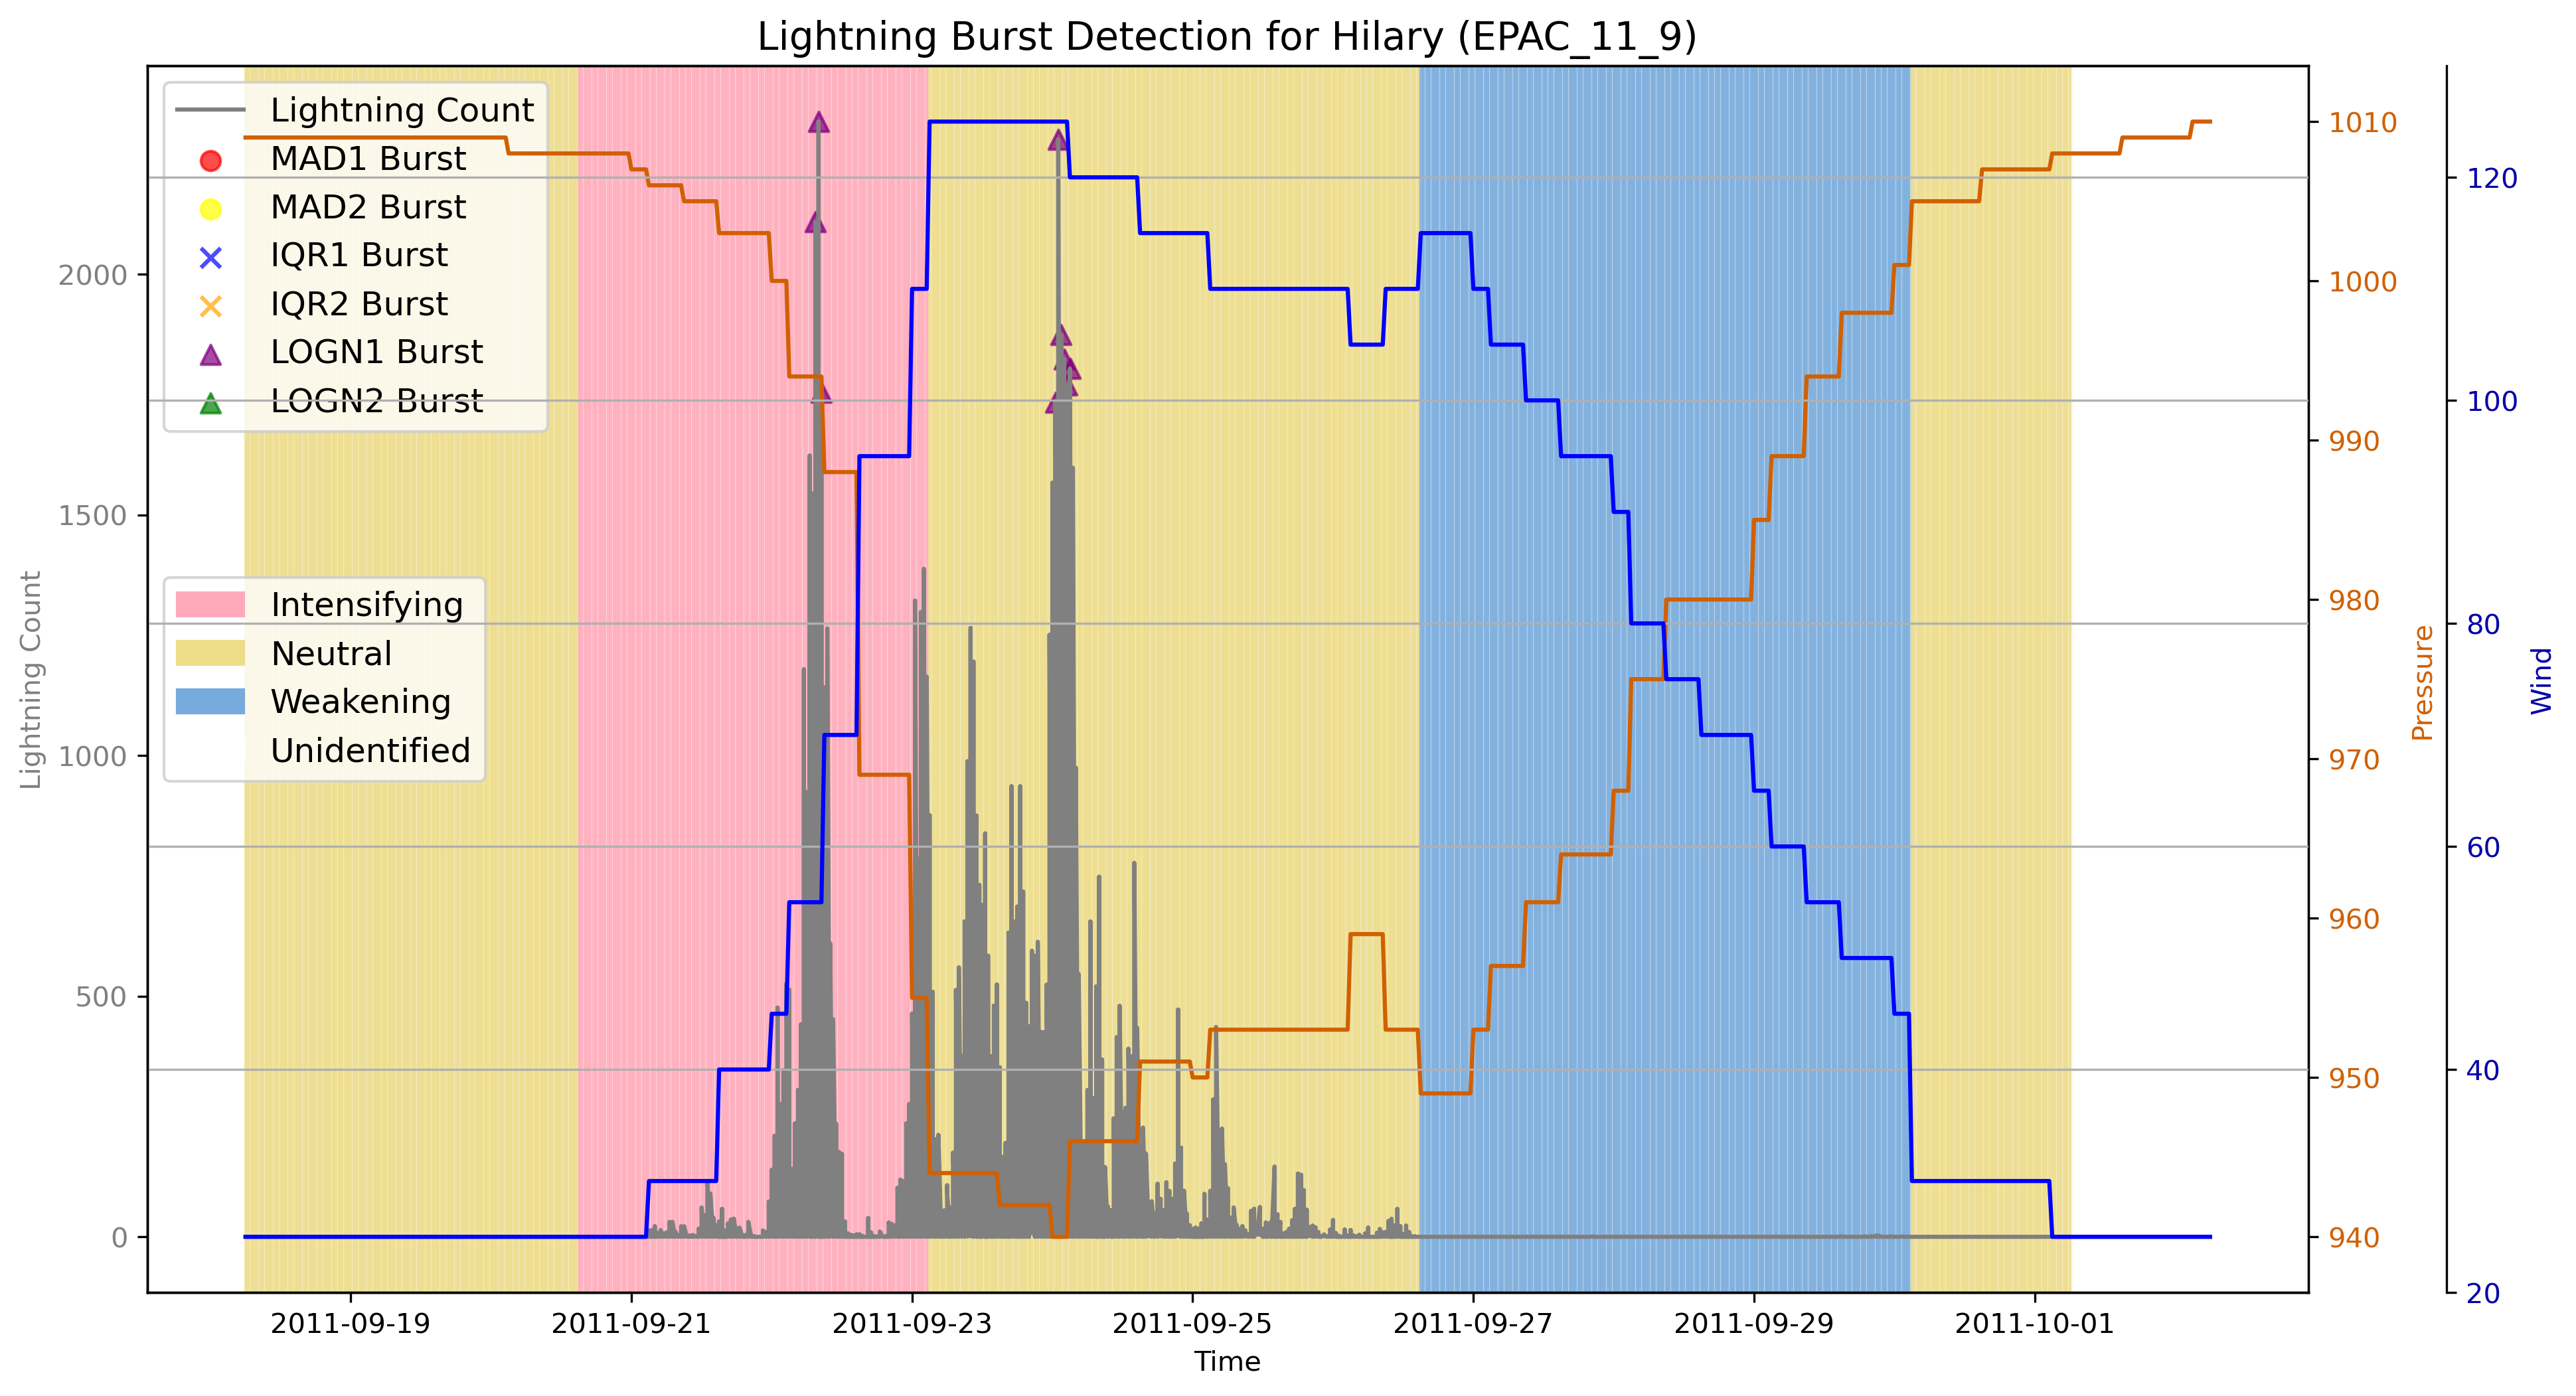 Lightning Burst Detection for Hilary (EPAC_11_9)
Lightning Count
MAD1 Burst
MAD2 Burst
IQR1 Burst
IQR2 Burst
LOGN1 Burst
LOGN2 Burst
Intensifying
Neutral
Weakening
Unidentified
Lightning Count
2000
1500
1000
500
0
1010
1000
990
980
970
960
950
940
Pressure
120
100
80
60
40
20
Wind
2011-09-19
2011-09-21
2011-09-23
2011-09-25
2011-09-27
2011-09-29
2011-10-01
Time